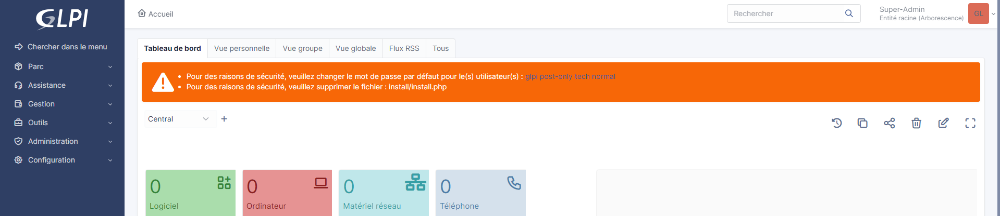 GLPI
Accueil
Rechercher
Super-Admin
Entité racine (Arborescence)
GL
Chercher dans le menu
Parc
Assistance
Gestion
Outils
Administration
Configuration
Tableau de bord
Vue personnelle
Vue groupe
Vue globale
Flux RSS
Tous
Pour des raisons de sécurité, veuillez changer le mot de passe par défaut pour le(s) utilisateur(s) : glpi post-only tech normal
Pour des raisons de sécurité, veuillez supprimer le fichier : install/install.php
Central
0
Logiciel
0
Ordinateur
0
Matériel réseau
0
Téléphone